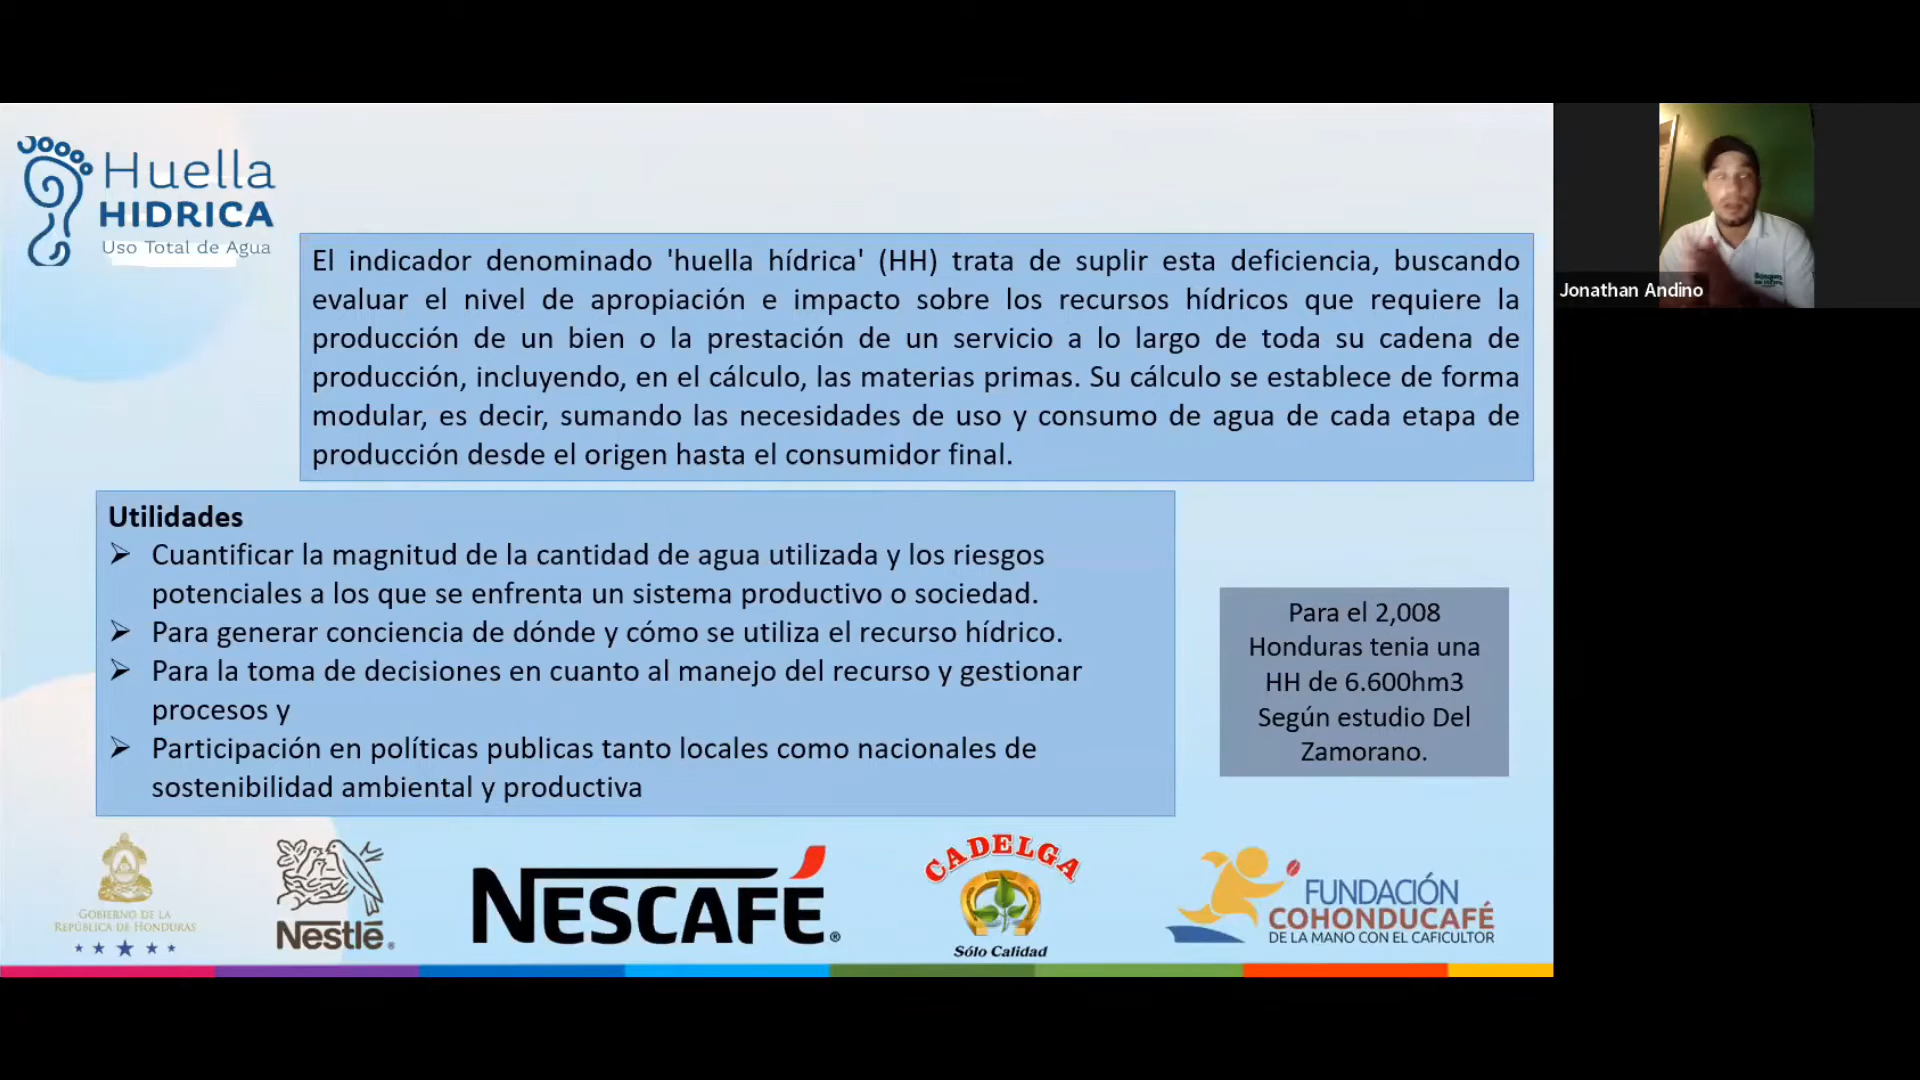 Huella
HIDRICA
Uso Total de Agua
El indicador denominado 'huella hídrica' (HH) trata de suplir esta deficiencia, buscando
evaluar el nivel de apropiación e impacto sobre los recursos hídricos que requiere la
producción de un bien o la prestación de un servicio a lo largo de toda su cadena de
producción, incluyendo, en el cálculo, las materias primas. Su cálculo se establece de forma
modular, es decir, sumando las necesidades de uso y consumo de agua de cada etapa de
producción desde el origen hasta el consumidor final.
Jonathan Andino
Utilidades
➢ Cuantificar la magnitud de la cantidad de agua utilizada y los riesgos
potenciales a los que se enfrenta un sistema productivo o sociedad.
➢ Para generar conciencia de dónde y cómo se utiliza el recurso hídrico.
➢ Para la toma de decisiones en cuanto al manejo del recurso y gestionar
procesos y
➢ Participación en políticas publicas tanto locales como nacionales de
sostenibilidad ambiental y productiva
Para el 2,008
Honduras tenia una
HH de 6.600hm3
Según estudio Del
Zamorano.
GOBIERNO DE LA
REPÚBLICA DE HONDURAS
Nestlé®
NESCAFÉ®
CADELGA
Sólo Calidad
FUNDACIÓN
COHONDUCAFÉ
DE LA MANO CON EL CAFICULTOR